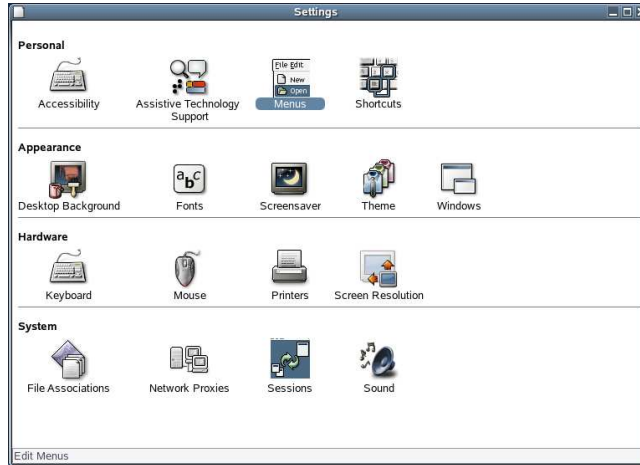 Settings
Personal
File Edit
New
Open
Accessibility
Assistive Technology
Support
Menus
Shortcuts
Appearance
abc
Desktop Background
Fonts
Screensaver
Theme
Windows
Hardware
Keyboard
Mouse
Printers
Screen Resolution
System
File Associations
Network Proxies
Sessions
Sound
Edit Menus